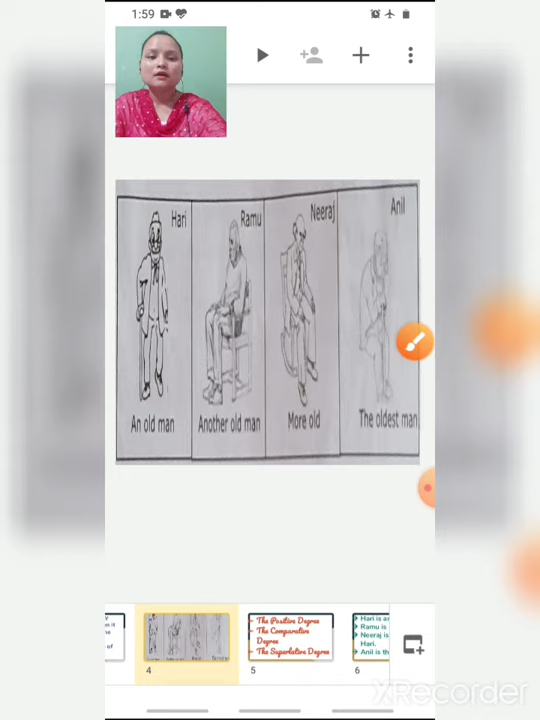 1:59
Hari
Ramu
Neeraj
Anil
An old man
Another old man
More old
The oldest man
4
- The Positive Degree
- The Comparative
Degree
- The Superlative Degree
5
Hari is a
Ramu is
Neeraj is
Hari.
Anil is th
6
XRecorder